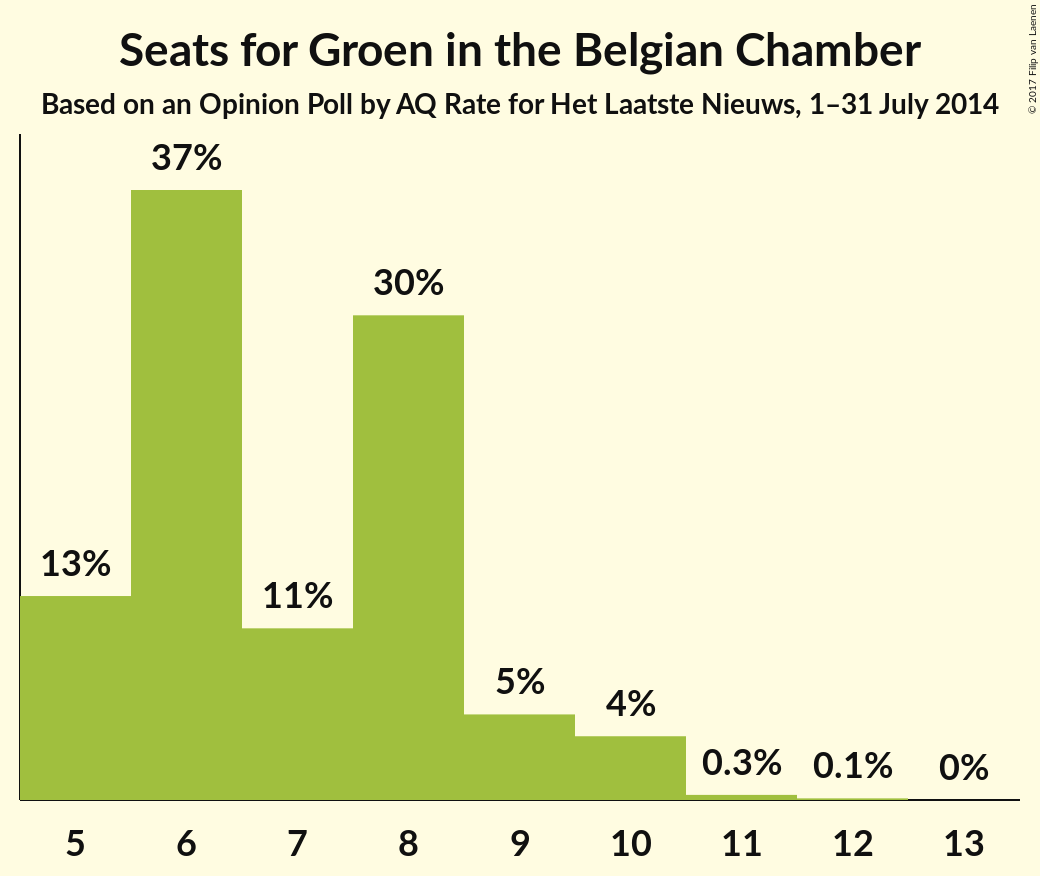 Seats for Groen in the Belgian Chamber
Based on an Opinion Poll by AQ Rate for Het Laatste Nieuws, 1–31 July 2014
© 2017 Filip van Laenen
37%
30%
13%
11%
5%
4%
0.3%
0.1%
0%
5 6 7 8 9 10 11 12 13